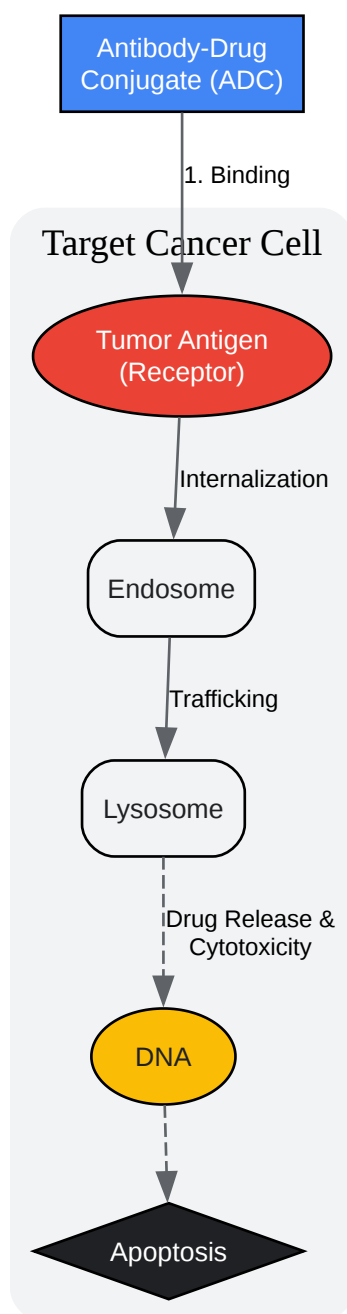 Antibody-Drug
Conjugate (ADC)
1. Binding
Target Cancer Cell
Tumor Antigen
(Receptor)
Internalization
Endosome
Trafficking
Lysosome
Drug Release &
Cytotoxicity
DNA
Apoptosis